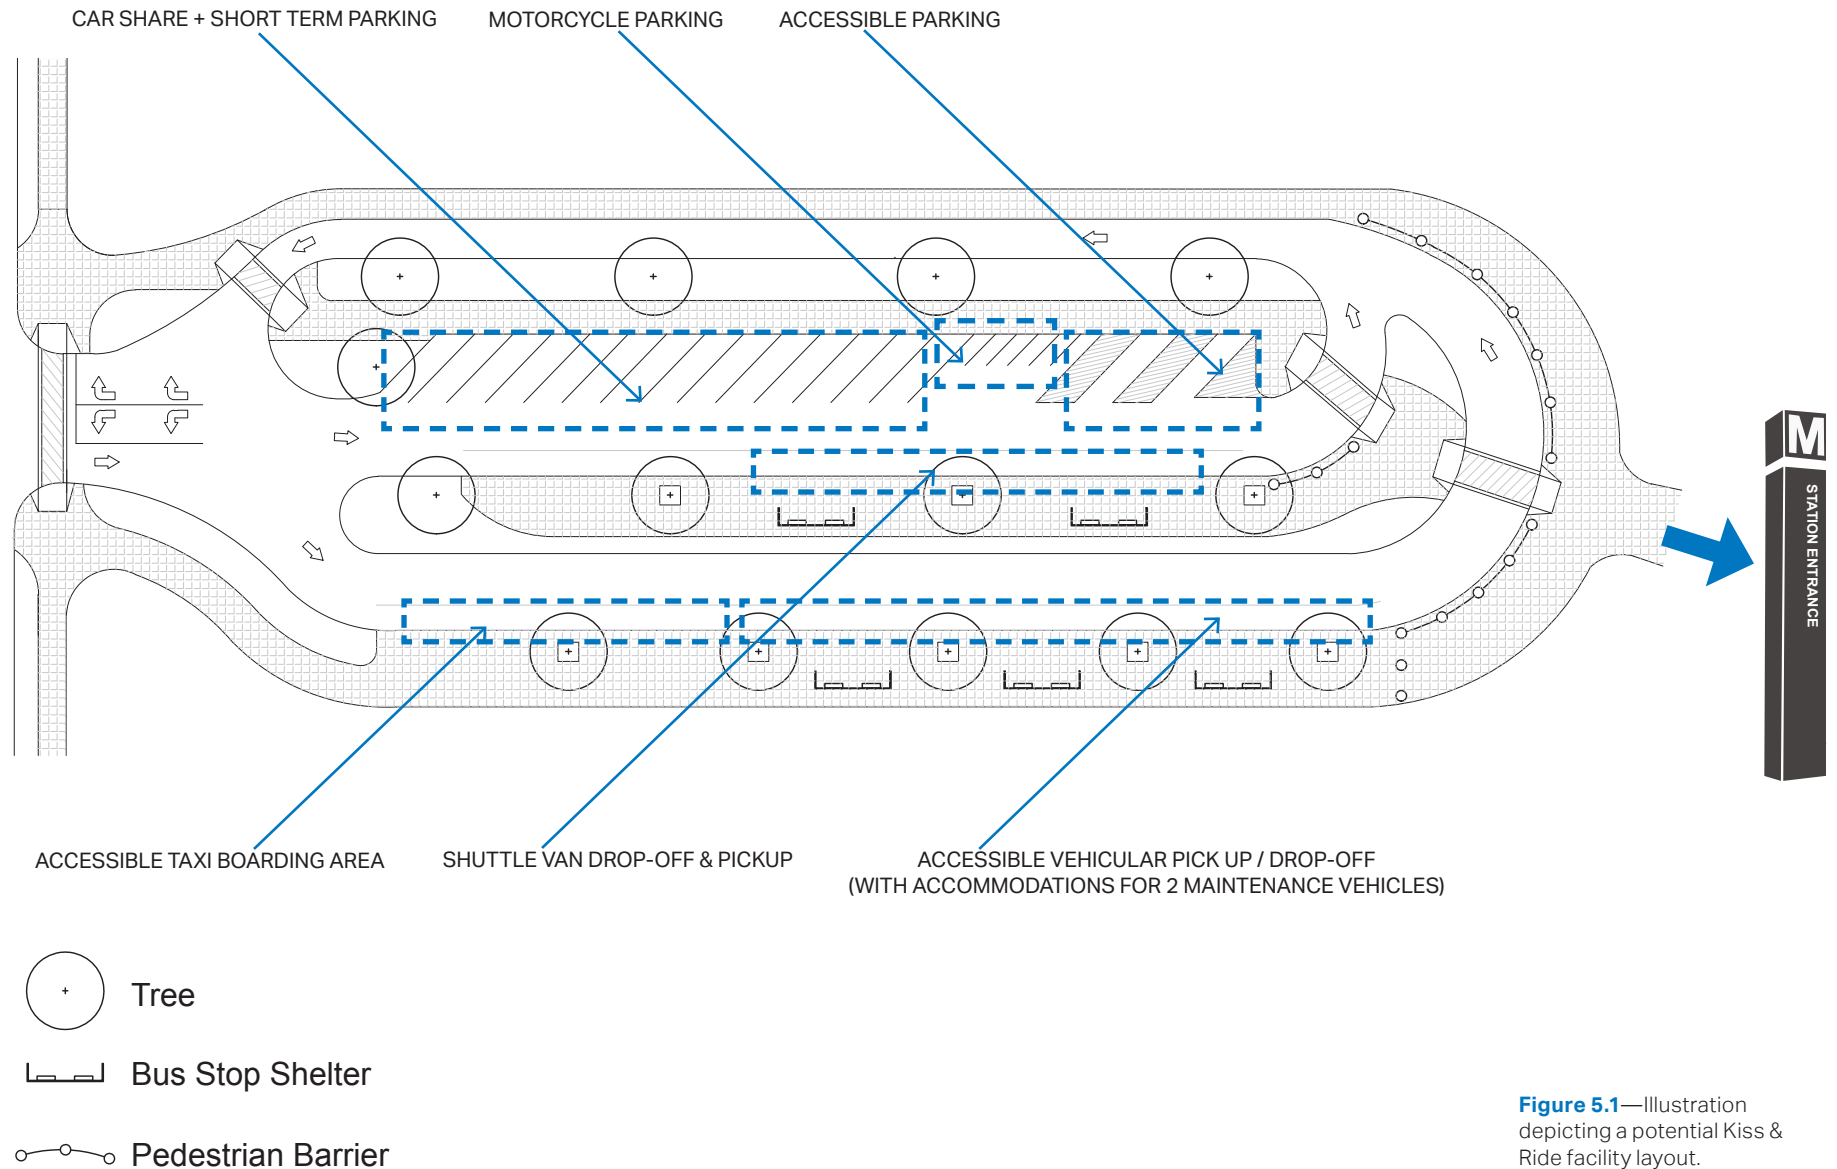 CAR SHARE + SHORT TERM PARKING
MOTORCYCLE PARKING
ACCESSIBLE PARKING
M
STATION ENTRANCE
ACCESSIBLE TAXI BOARDING AREA
SHUTTLE VAN DROP-OFF & PICKUP
ACCESSIBLE VEHICULAR PICK UP / DROP-OFF
(WITH ACCOMMODATIONS FOR 2 MAINTENANCE VEHICLES)
Tree
Bus Stop Shelter
Pedestrian Barrier
Figure 5.1—Illustration
depicting a potential Kiss &
Ride facility layout.